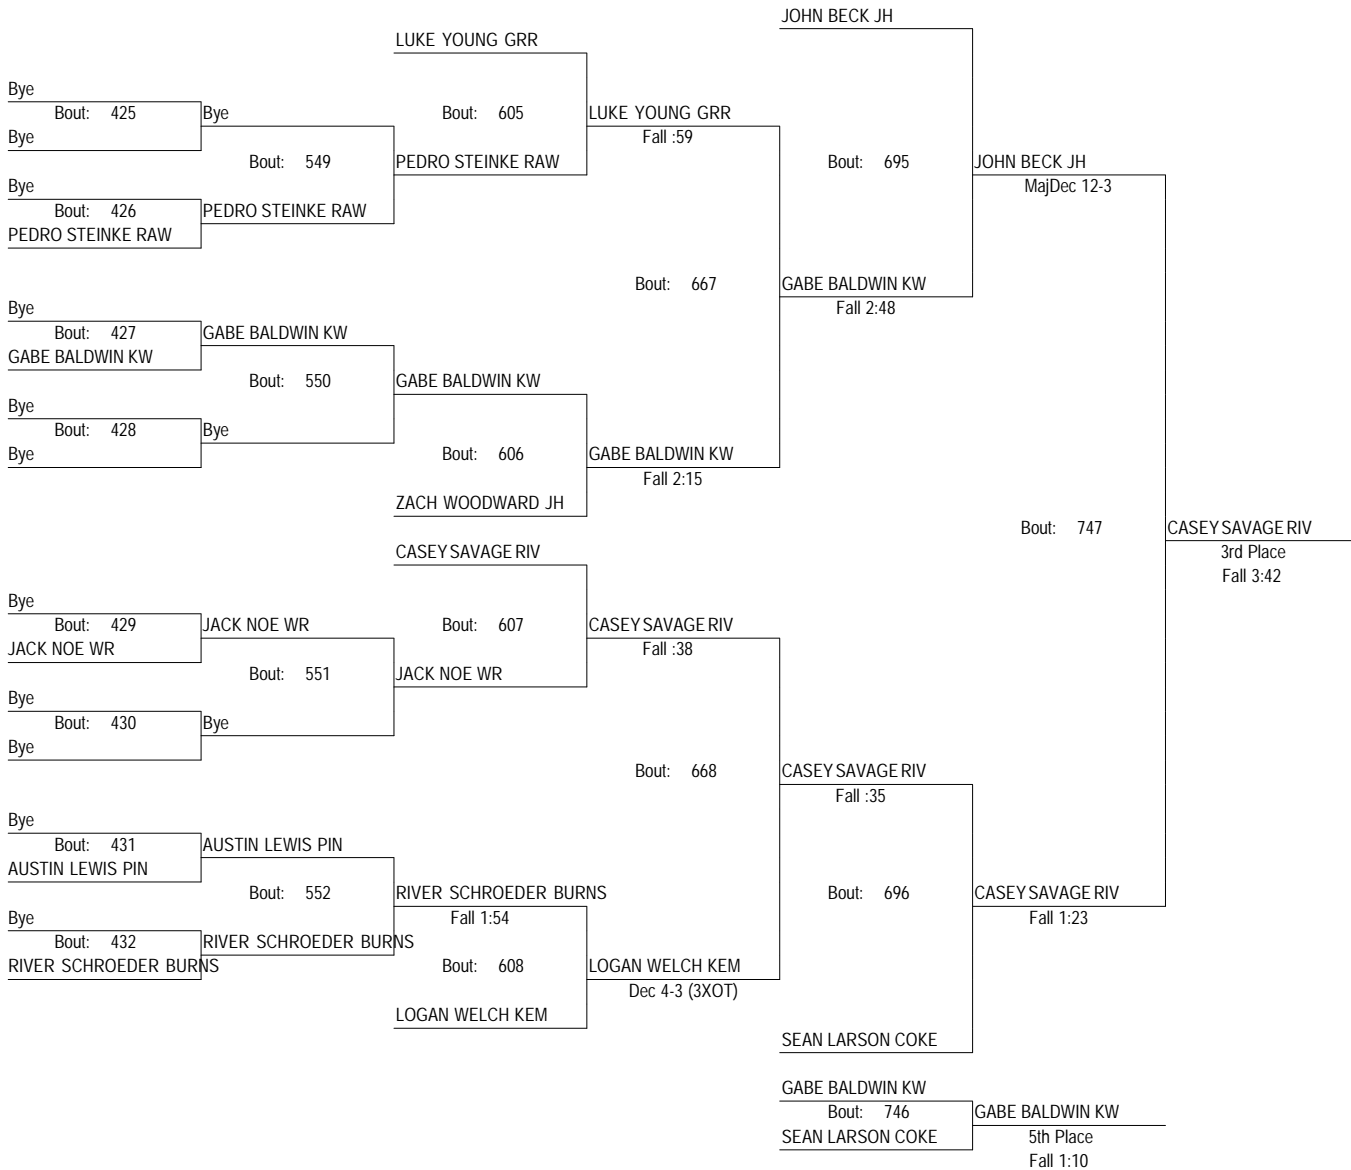 JOHN BECK JH
LUKE YOUNG GRR
Bye
Bout: 425
Bye
Bout: 605
LUKE YOUNG GRR
Bye
Fall :59
Bout: 549
PEDRO STEINKE RAW
Bout: 695
JOHN BECK JH
Bye
MajDec 12-3
Bout: 426
PEDRO STEINKE RAW
PEDRO STEINKE RAW
Bout: 667
GABE BALDWIN KW
Bye
Fall 2:48
Bout: 427
GABE BALDWIN KW
GABE BALDWIN KW
Bout: 550
GABE BALDWIN KW
Bye
Bout: 428
Bye
Bye
Bout: 606
GABE BALDWIN KW
Fall 2:15
ZACH WOODWARD JH
Bout: 747
CASEY SAVAGE RIV
CASEY SAVAGE RIV
3rd Place
Fall 3:42
Bye
Bout: 429
JACK NOE WR
Bout: 607
CASEY SAVAGE RIV
JACK NOE WR
Fall :38
Bout: 551
JACK NOE WR
Bye
Bout: 430
Bye
Bye
Bout: 668
CASEY SAVAGE RIV
Fall :35
Bye
Bout: 431
AUSTIN LEWIS PIN
AUSTIN LEWIS PIN
Bout: 552
RIVER SCHROEDER BURNS
Bout: 696
CASEY SAVAGE RIV
Bye
Fall 1:54
Fall 1:23
Bout: 432
RIVER SCHROEDER BURNS
RIVER SCHROEDER BURNS
Bout: 608
LOGAN WELCH KEM
Dec 4-3 (3XOT)
LOGAN WELCH KEM
SEAN LARSON COKE
GABE BALDWIN KW
Bout: 746
GABE BALDWIN KW
SEAN LARSON COKE
5th Place
Fall 1:10